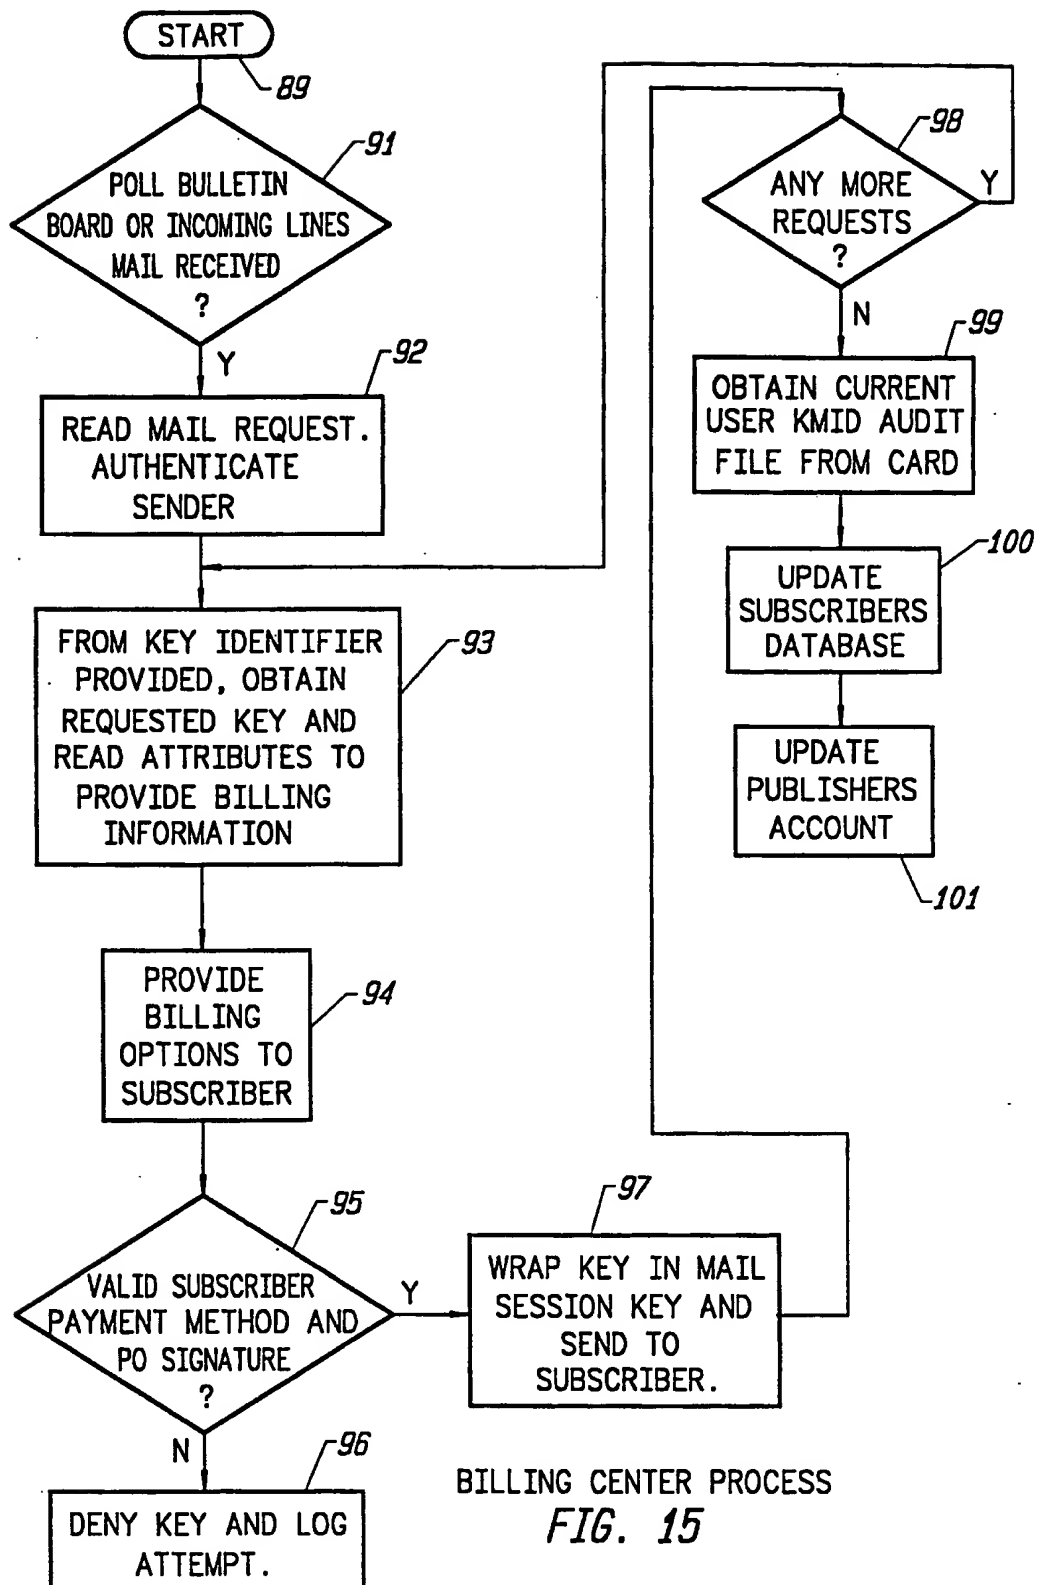 START
89
POLL BULLETIN
BOARD OR INCOMING LINES
MAIL RECEIVED
?
91
Y
92
READ MAIL REQUEST.
AUTHENTICATE
SENDER
FROM KEY IDENTIFIER
PROVIDED, OBTAIN
REQUESTED KEY AND
READ ATTRIBUTES TO
PROVIDE BILLING
INFORMATION
93
PROVIDE
BILLING
OPTIONS TO
SUBSCRIBER
94
95
VALID SUBSCRIBER
PAYMENT METHOD AND
PO SIGNATURE
?
Y
N
96
DENY KEY AND LOG
ATTEMPT.
97
WRAP KEY IN MAIL
SESSION KEY AND
SEND TO
SUBSCRIBER.
98
ANY MORE
REQUESTS
?
Y
N
99
OBTAIN CURRENT
USER KMID AUDIT
FILE FROM CARD
100
UPDATE
SUBSCRIBERS
DATABASE
UPDATE
PUBLISHERS
ACCOUNT
101
BILLING CENTER PROCESS
FIG. 15